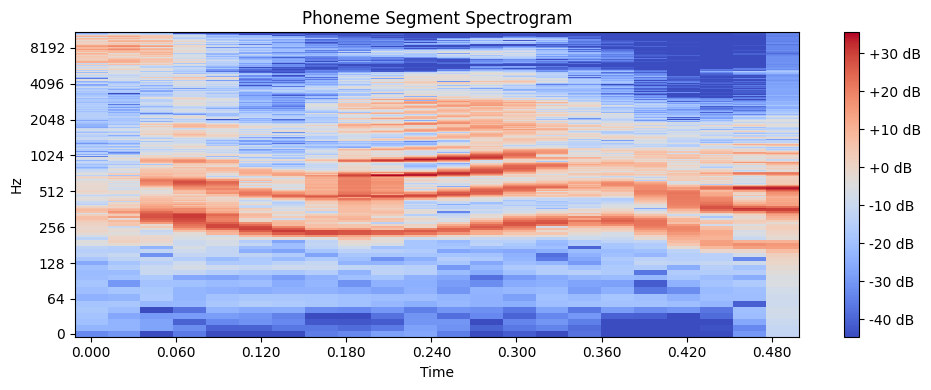 Phoneme Segment Spectrogram
8192
4096
2048
1024
512
256
128
64
0
Hz
0.000 0.060 0.120 0.180 0.240 0.300 0.360 0.420 0.480
Time
+30 dB
+20 dB
+10 dB
+0 dB
-10 dB
-20 dB
-30 dB
-40 dB